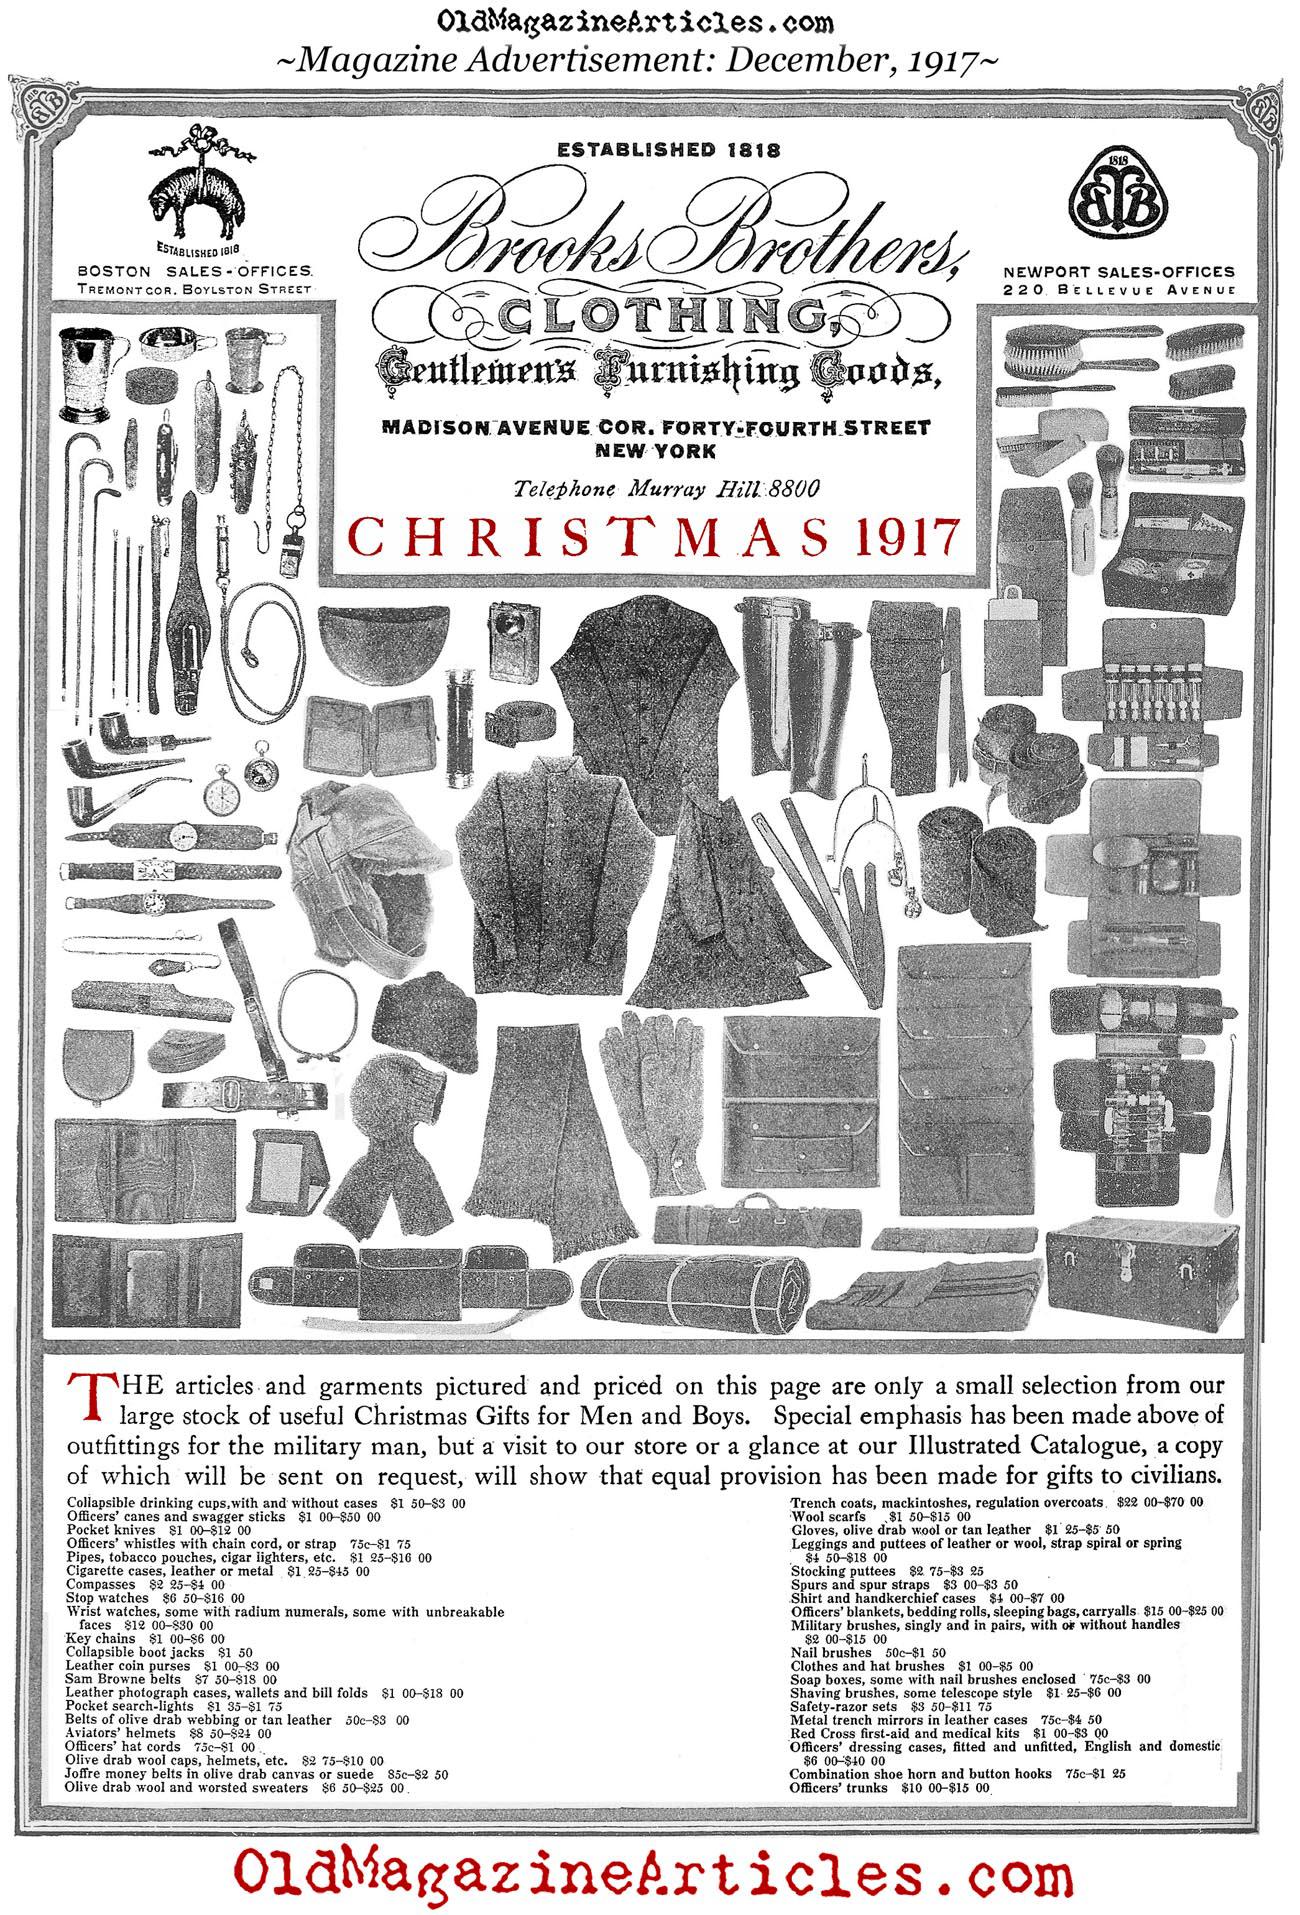 OldMagazineArticles.com
~Magazine Advertisement: December, 1917~
ESTABLISHED 1818
BOSTON SALES-OFFICES.
TREMONT COR. BOYLSTON STREET
ESTABLISHED 1818
Brooks Brothers,
CLOTHING,
Gentlemen's Furnishing Goods,
MADISON AVENUE COR. FORTY-FOURTH STREET
NEW YORK
Telephone Murray Hill 8800
CHRISTMAS 1917
1818
BB
NEWPORT SALES-OFFICES
220 BELLEVUE AVENUE
THE articles and garments pictured and priced on this page are only a small selection from our
large stock of useful Christmas Gifts for Men and Boys. Special emphasis has been made above of
outfittings for the military man, but a visit to our store or a glance at our Illustrated Catalogue, a copy
of which will be sent on request, will show that equal provision has been made for gifts to civilians.
Collapsible drinking cups, with and without cases $1 50–$3 00
Officers' canes and swagger sticks $1 00–$50 00
Pocket knives $1 00–$12 00
Officers' whistles with chain cord, or strap 75c–$1 75
Pipes, tobacco pouches, cigar lighters, etc. $1 25–$16 00
Cigarette cases, leather or metal $1 25–$45 00
Compasses $2 25–$4 00
Stop watches $6 50–$16 00
Wrist watches, some with radium numerals, some with unbreakable
faces $12 00–$30 00
Key chains $1 00–$6 00
Collapsible boot jacks $1 50
Leather coin purses $1 00–$3 00
Sam Browne belts $7 50–$18 00
Leather photograph cases, wallets and bill folds $1 00–$18 00
Pocket search-lights $1 35–$1 75
Belts of olive drab webbing or tan leather 50c–$3 00
Aviators' helmets $8 50–$24 00
Officers' hat cords 75c–$1 00
Olive drab wool caps, helmets, etc. $2 75–$10 00
Joffre money belts in olive drab canvas or suede 85c–$2 50
Olive drab wool and worsted sweaters $6 50–$25 00
Trench coats, mackintoshes, regulation overcoats $22 00–$70 00
Wool scarfs $1 50–$15 00
Gloves, olive drab wool or tan leather $1 25–$5 50
Leggings and puttees of leather or wool, strap spiral or spring
$4 50–$18 00
Stocking puttees $2 75–$3 25
Spurs and spur straps $3 00–$3 50
Shirt and handkerchief cases $4 00–$7 00
Officers' blankets, bedding rolls, sleeping bags, carryalls $15 00–$25 00
Military brushes, singly and in pairs, with or without handles
$2 00–$15 00
Nail brushes 50c–$1 50
Clothes and hat brushes $1 00–$5 00
Soap boxes, some with nail brushes enclosed 75c–$3 00
Shaving brushes, some telescope style $1 25–$6 00
Safety-razor sets $3 50–$11 75
Metal trench mirrors in leather cases 75c–$4 50
Red Cross first-aid and medical kits $1 00–$3 00
Officers' dressing cases, fitted and unfitted, English and domestic
$6 00–$40 00
Combination shoe horn and button hooks 75c–$1 25
Officers' trunks $10 00–$15 00
OldMagazineArticles.com